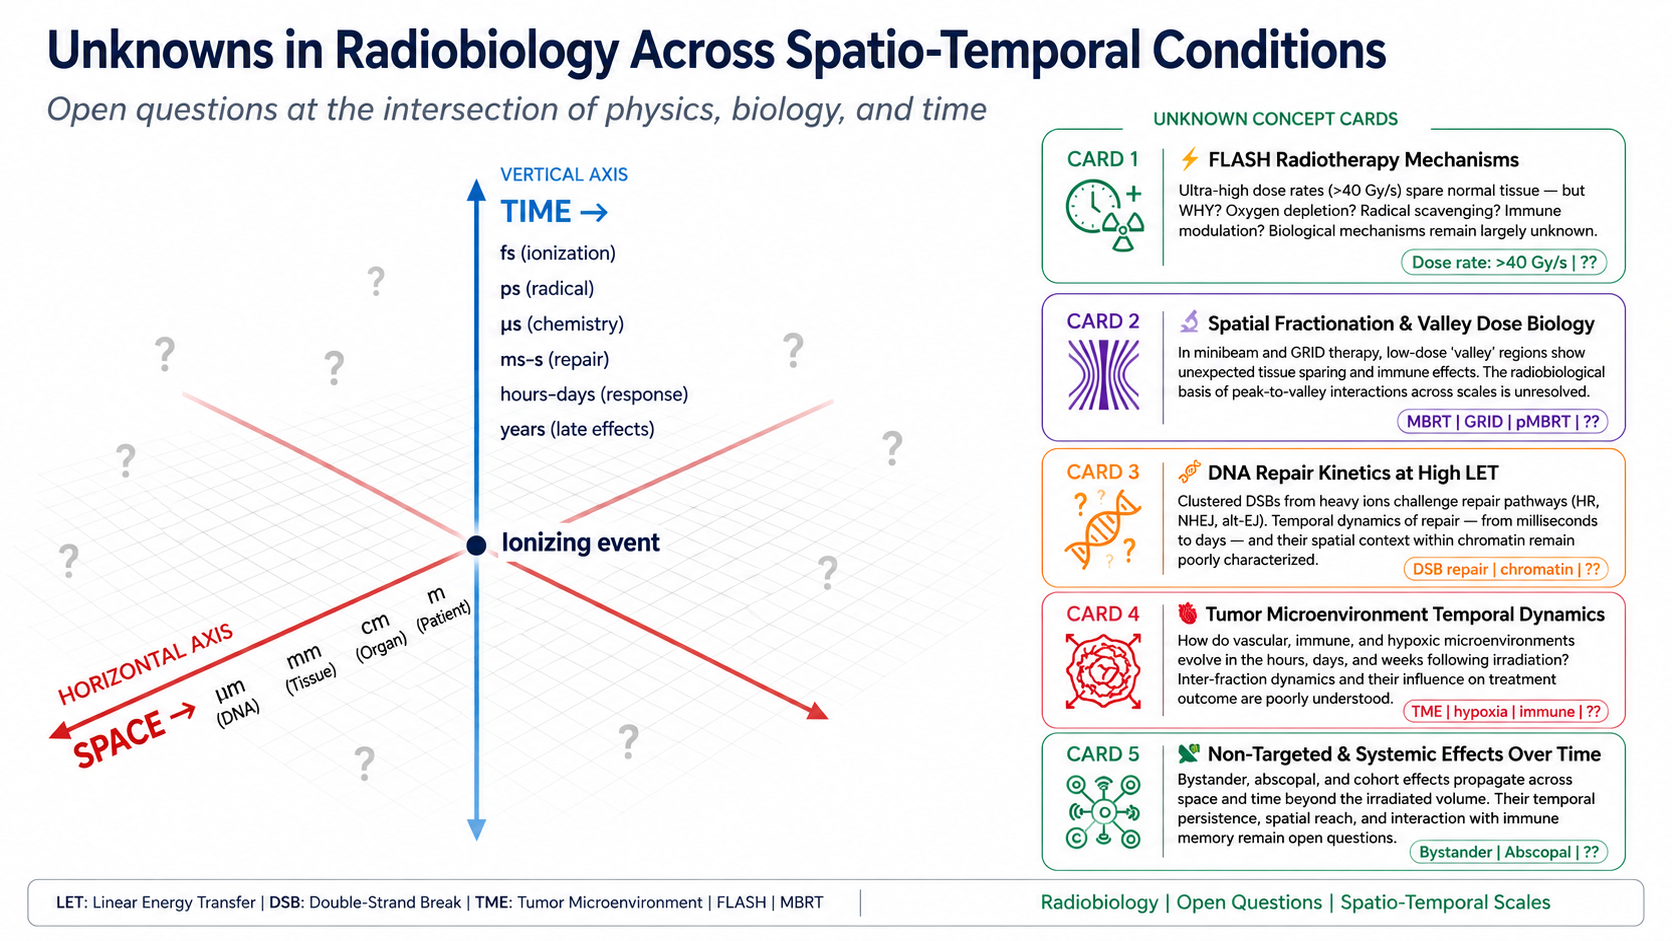 Unknowns in Radiobiology Across Spatio-Temporal Conditions
Open questions at the intersection of physics, biology, and time
VERTICAL AXIS
TIME →
fs (ionization)
ps (radical)
µs (chemistry)
ms–s (repair)
hours–days (response)
years (late effects)
?
?
?
?
?
?
?
?
?
?
Ionizing event
HORIZONTAL AXIS
SPACE →
µm
(DNA)
mm
(Tissue)
cm
(Organ)
m
(Patient)
UNKNOWN CONCEPT CARDS
CARD 1
⚡ FLASH Radiotherapy Mechanisms
Ultra-high dose rates (>40 Gy/s) spare normal tissue — but
WHY? Oxygen depletion? Radical scavenging? Immune
modulation? Biological mechanisms remain largely unknown.
Dose rate: >40 Gy/s | ??
CARD 2
🔬 Spatial Fractionation & Valley Dose Biology
In minibeam and GRID therapy, low-dose ‘valley’ regions show
unexpected tissue sparing and immune effects. The radiobiological
basis of peak-to-valley interactions across scales is unresolved.
MBRT | GRID | pMBRT | ??
CARD 3
? ? ? ?
🧬 DNA Repair Kinetics at High LET
Clustered DSBs from heavy ions challenge repair pathways (HR,
NHEJ, alt-EJ). Temporal dynamics of repair — from milliseconds
to days — and their spatial context within chromatin remain
poorly characterized.
DSB repair | chromatin | ??
CARD 4
Tumor Microenvironment Temporal Dynamics
How do vascular, immune, and hypoxic microenvironments
evolve in the hours, days, and weeks following irradiation?
Inter-fraction dynamics and their influence on treatment
outcome are poorly understood.
TME | hypoxia | immune | ??
CARD 5
Non-Targeted & Systemic Effects Over Time
Bystander, abscopal, and cohort effects propagate across
space and time beyond the irradiated volume. Their temporal
persistence, spatial reach, and interaction with immune
memory remain open questions.
Bystander | Abscopal | ??
LET: Linear Energy Transfer | DSB: Double-Strand Break | TME: Tumor Microenvironment | FLASH | MBRT
Radiobiology | Open Questions | Spatio-Temporal Scales